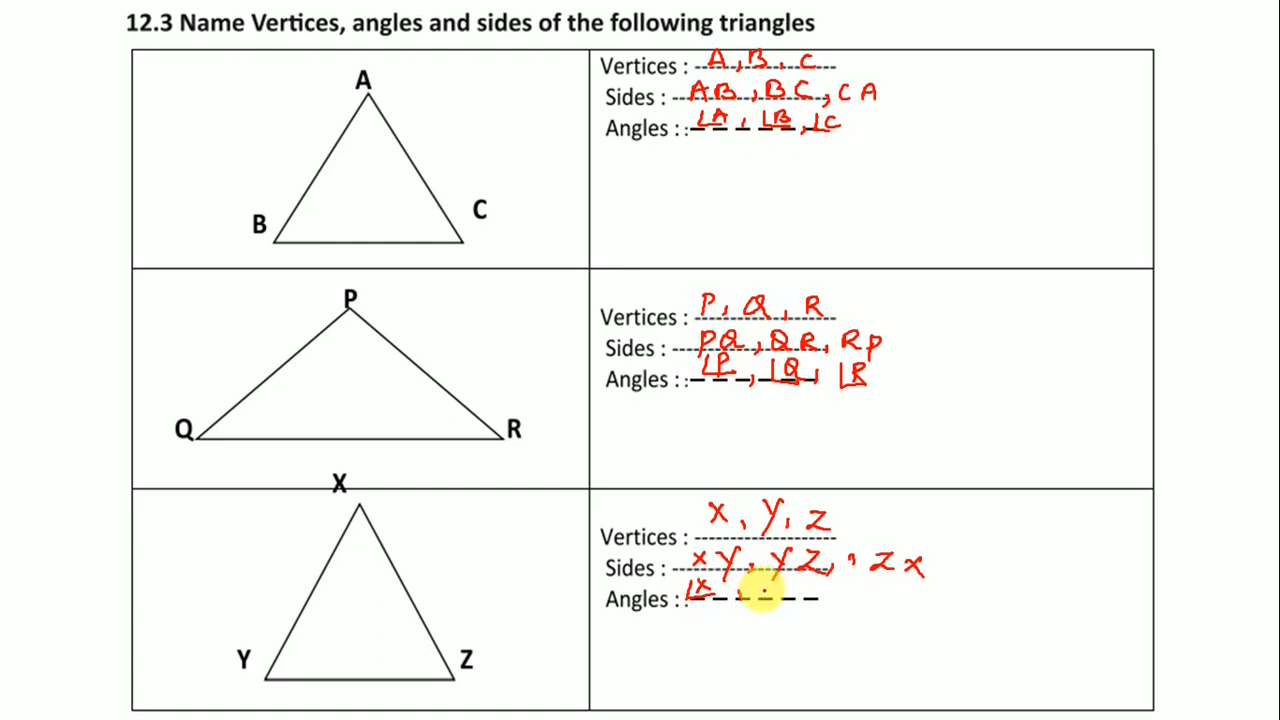 12.3 Name Vertices, angles and sides of the following triangles
A
B
C
Vertices : A, B, C
Sides : AB, BC, CA
Angles : : ∠A, ∠B, ∠C
P
Q
R
Vertices : P, Q, R
Sides : PQ, QR, RP
Angles : : ∠P, ∠Q, ∠R
X
Y
Z
Vertices : X, Y, Z
Sides : XY, YZ, , ZX
Angles : : ∠X,